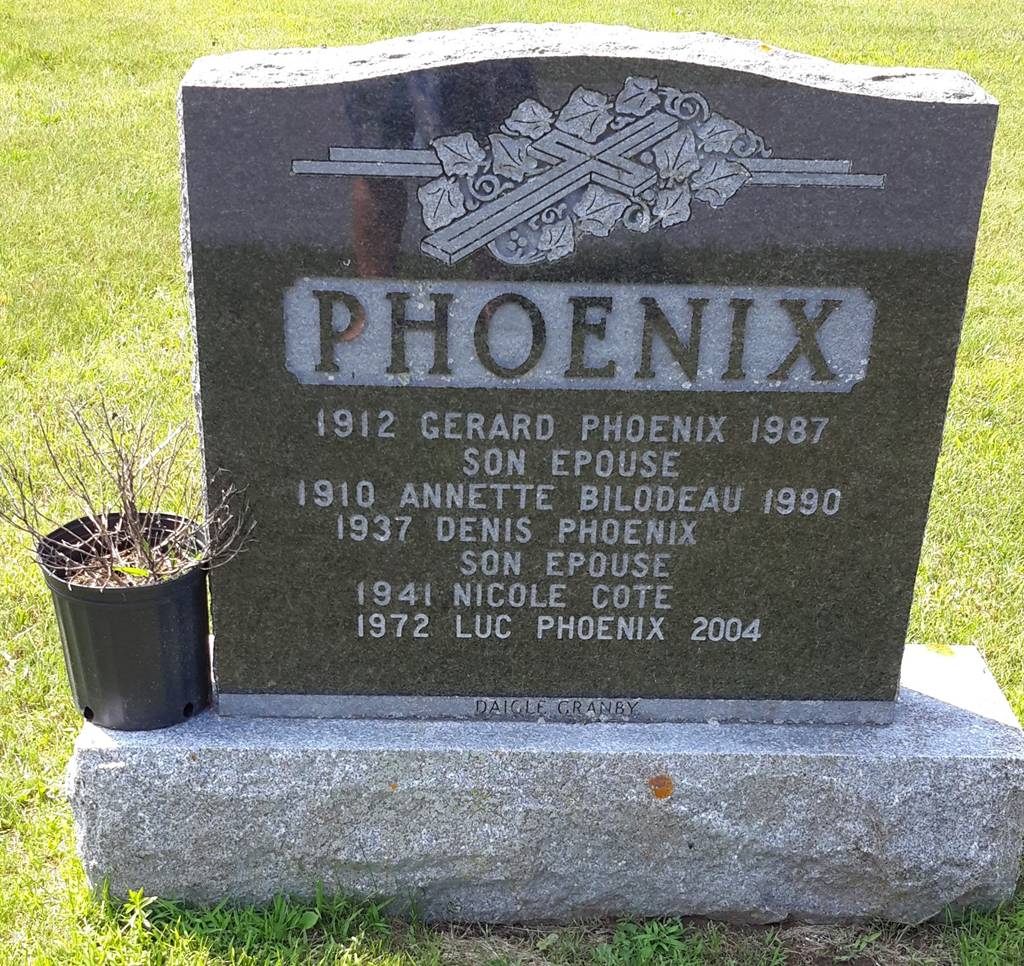 PHOENIX
1912 GERARD PHOENIX 1987
SON EPOUSE
1910 ANNETTE BILODEAU 1990
1937 DENIS PHOENIX
SON EPOUSE
1941 NICOLE COTE
1972 LUC PHOENIX 2004
DAIGLE GRANBY